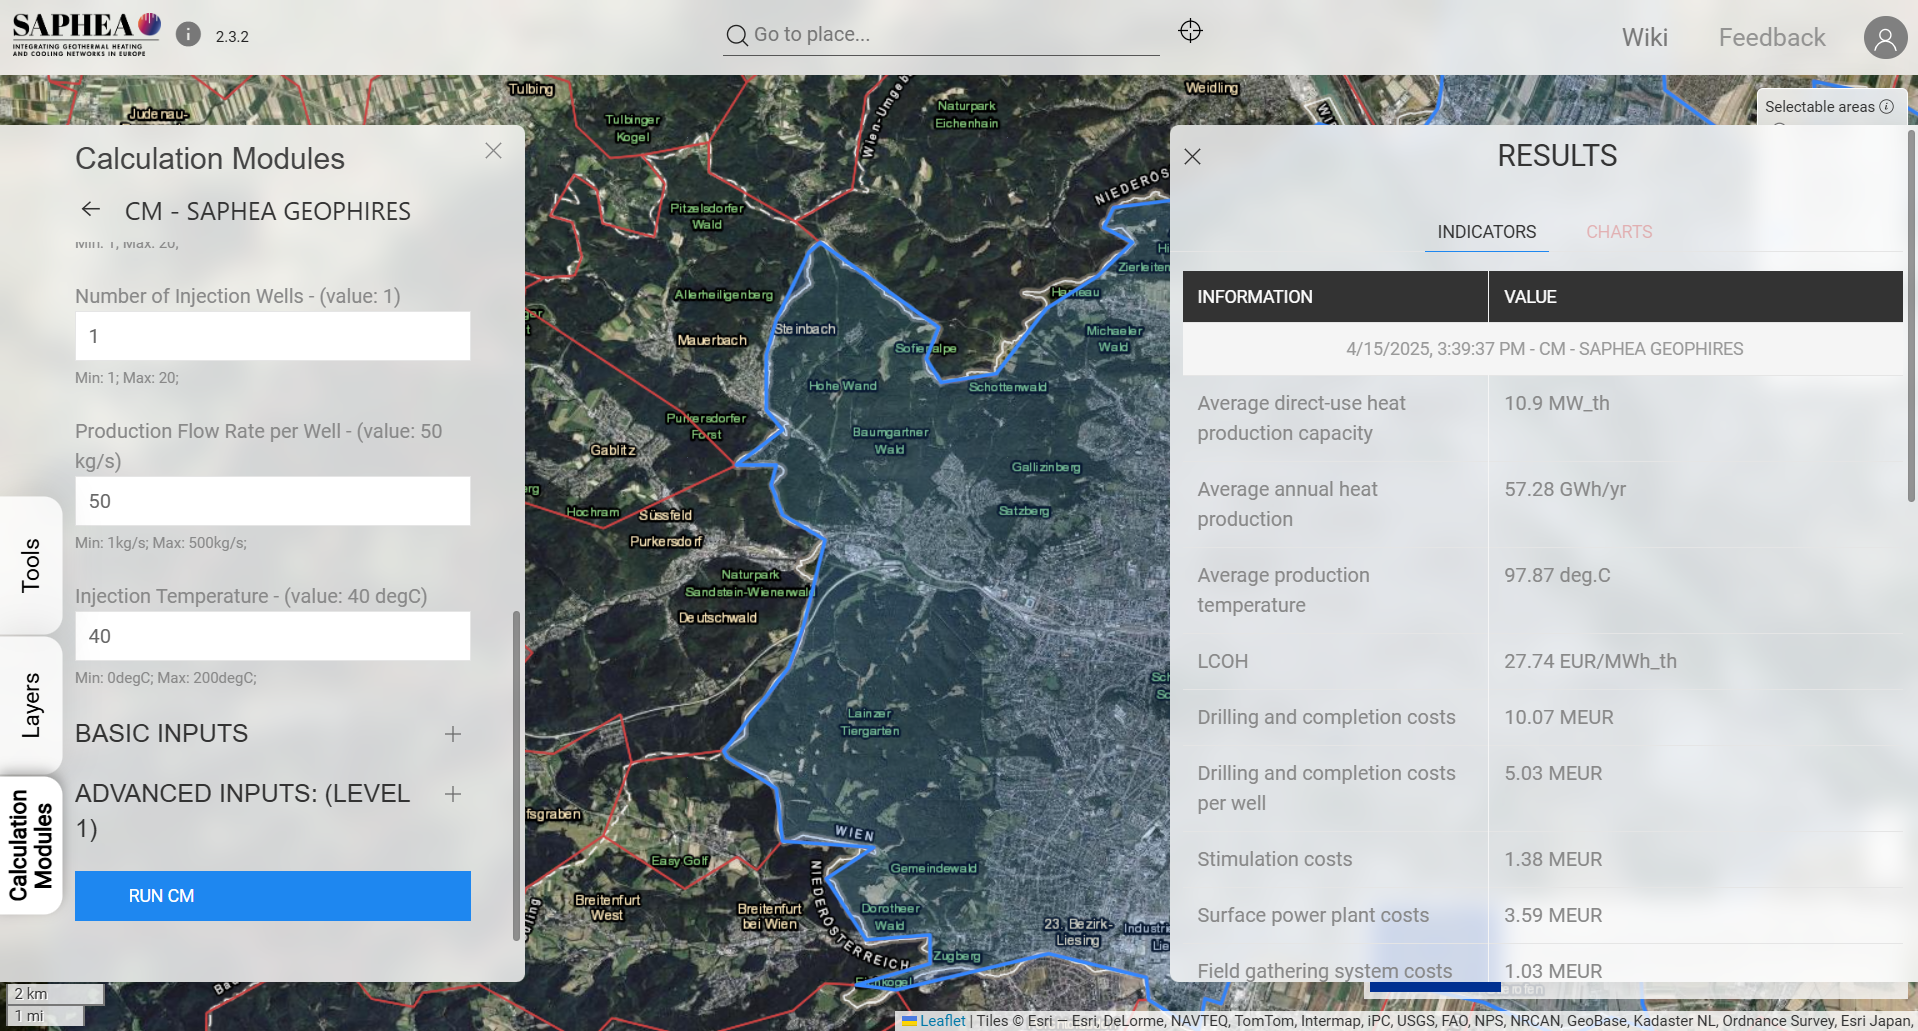 SAPHEA
INTEGRATING GEOTHERMAL HEATING
AND COOLING NETWORKS IN EUROPE
i
2.3.2
Go to place...
Wiki
Feedback
Selectable areas
Calculation Modules
CM - SAPHEA GEOPHIRES
Min: 1; Max: 20;
Number of Injection Wells - (value: 1)
1
Min: 1; Max: 20;
Production Flow Rate per Well - (value: 50
kg/s)
50
Min: 1kg/s; Max: 500kg/s;
Injection Temperature - (value: 40 degC)
40
Min: 0degC; Max: 200degC;
BASIC INPUTS
ADVANCED INPUTS: (LEVEL
1)
RUN CM
Tools
Layers
Calculation
Modules
Judenau-
Tulbing
Tulbinger
Kogel
Wien-Umgeb
Naturpark
Eichenhain
Weidling
NIEDERÖS
Pitzelsdorfer
Wald
Zierleiten
Hameau
Allerheiligenberg
Steinbach
Mauerbach
Sofienalpe
Michaeler
Wald
Hohe Wand
Schottenwald
Purkersdorfer
Forst
Gablitz
Baumgartner
Wald
Gallizinberg
Satzberg
Hochram
Süssfeld
Purkersdorf
Naturpark
Sandstein-Wienerwald
Deutschwald
Lainzer
Tiergarten
fsgraben
WIEN
Easy Golf
Gemeindewald
NIEDERÖSTERREICH
Breitenfurt
West
Breitenfurt
bei Wien
Dorotheer
Wald
23. Bezirk-
Liesing
Industrie
Lie
Zugberg
Eichkogel
RESULTS
INDICATORS
CHARTS
INFORMATION VALUE
4/15/2025, 3:39:37 PM - CM - SAPHEA GEOPHIRES
Average direct-use heat
production capacity
10.9 MW_th
Average annual heat
production
57.28 GWh/yr
Average production
temperature
97.87 deg.C
LCOH
27.74 EUR/MWh_th
Drilling and completion costs
10.07 MEUR
Drilling and completion costs
per well
5.03 MEUR
Stimulation costs
1.38 MEUR
Surface power plant costs
3.59 MEUR
Field gathering system costs
1.03 MEUR
2 km
1 mi
Leaflet | Tiles © Esri — Esri, DeLorme, NAVTEQ, TomTom, Intermap, iPC, USGS, FAO, NPS, NRCAN, GeoBase, Kadaster NL, Ordnance Survey, Esri Japan,